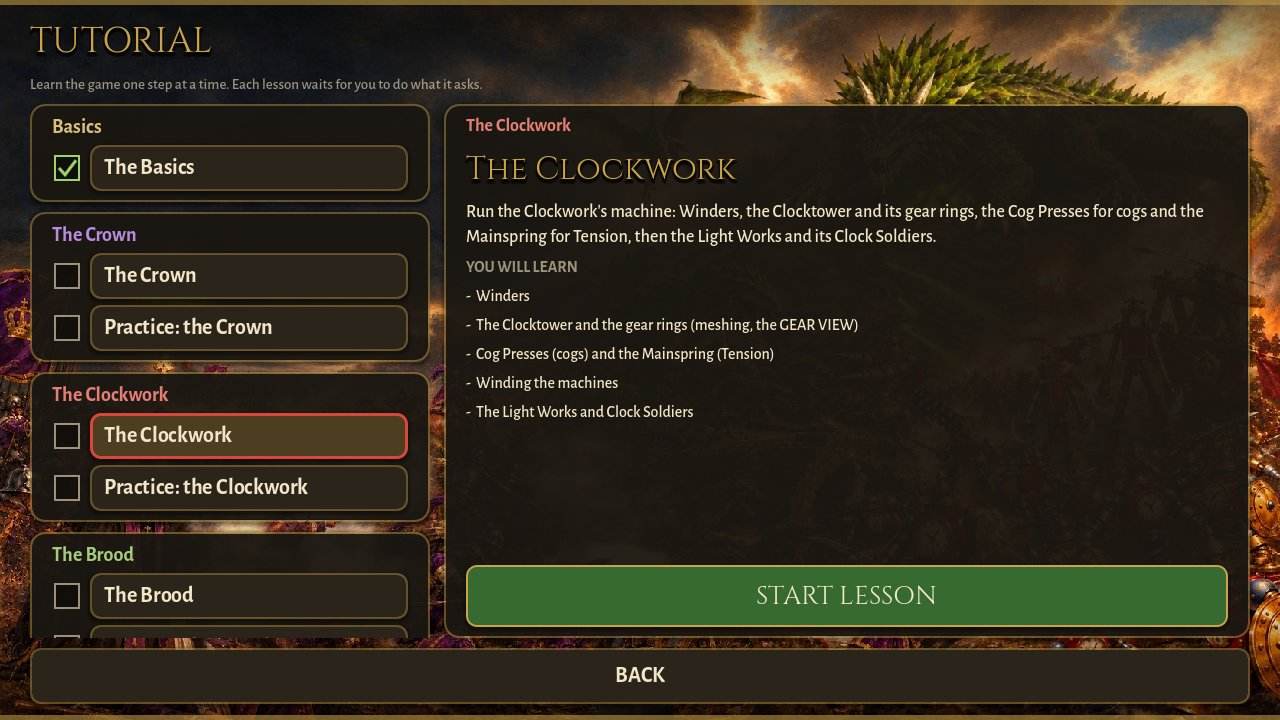 TUTORIAL
Learn the game one step at a time. Each lesson waits for you to do what it asks.
Basics
The Basics
The Crown
The Crown
Practice: the Crown
The Clockwork
The Clockwork
Practice: the Clockwork
The Brood
The Brood
The Clockwork
THE CLOCKWORK
Run the Clockwork's machine: Winders, the Clocktower and its gear rings, the Cog Presses for cogs and the
Mainspring for Tension, then the Light Works and its Clock Soldiers.
YOU WILL LEARN
- Winders
- The Clocktower and the gear rings (meshing, the GEAR VIEW)
- Cog Presses (cogs) and the Mainspring (Tension)
- Winding the machines
- The Light Works and Clock Soldiers
START LESSON
BACK